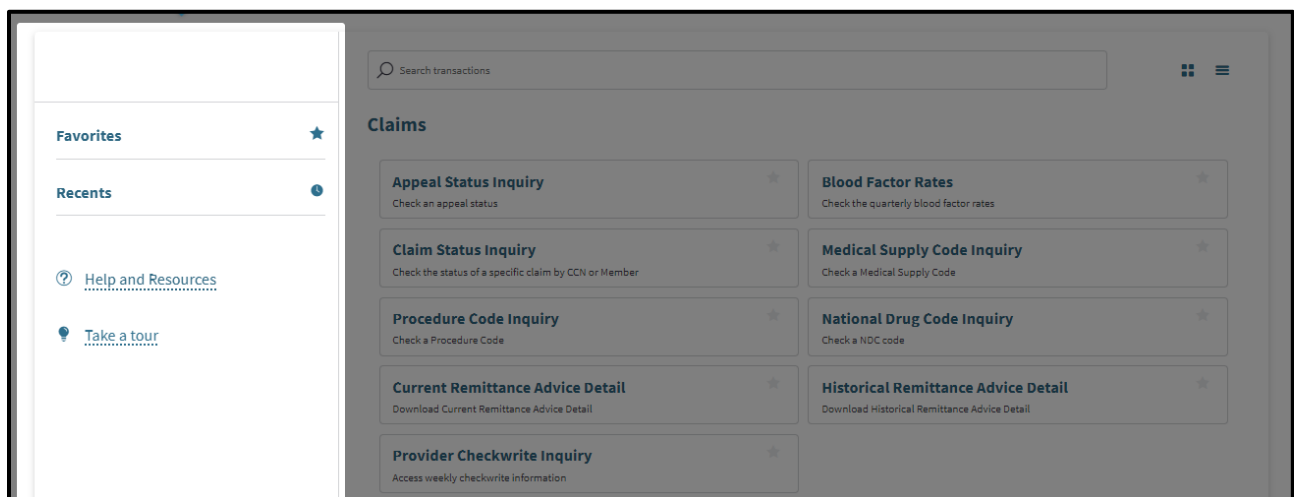 Search transactions
Favorites
Recents
Help and Resources
Take a tour
Claims
Appeal Status Inquiry
Check an appeal status
Blood Factor Rates
Check the quarterly blood factor rates
Claim Status Inquiry
Check the status of a specific claim by CCN or Member
Medical Supply Code Inquiry
Check a Medical Supply Code
Procedure Code Inquiry
Check a Procedure Code
National Drug Code Inquiry
Check a NDC code
Current Remittance Advice Detail
Download Current Remittance Advice Detail
Historical Remittance Advice Detail
Download Historical Remittance Advice Detail
Provider Checkwrite Inquiry
Access weekly checkwrite information